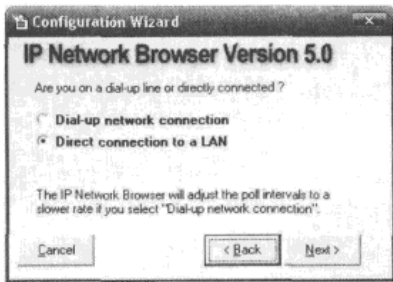 Configuration Wizard
IP Network Browser Version 5.0
Are you on a dial-up line or directly connected ?
Dial-up network connection
Direct connection to a LAN
The IP Network Browser will adjust the poll intervals to a
slower rate if you select "Dial-up network connection".
Cancel
< Back
Next >